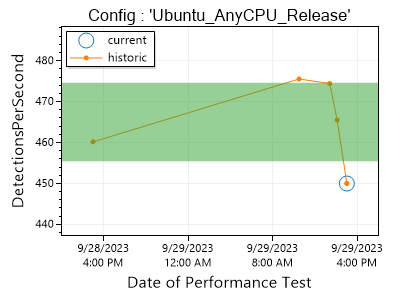 Config : 'Ubuntu_AnyCPU_Release'
current
historic
DetectionsPerSecond
480
470
460
450
440
9/28/2023 9/29/2023 9/29/2023 9/29/2023
4:00 PM 12:00 AM 8:00 AM 4:00 PM
Date of Performance Test